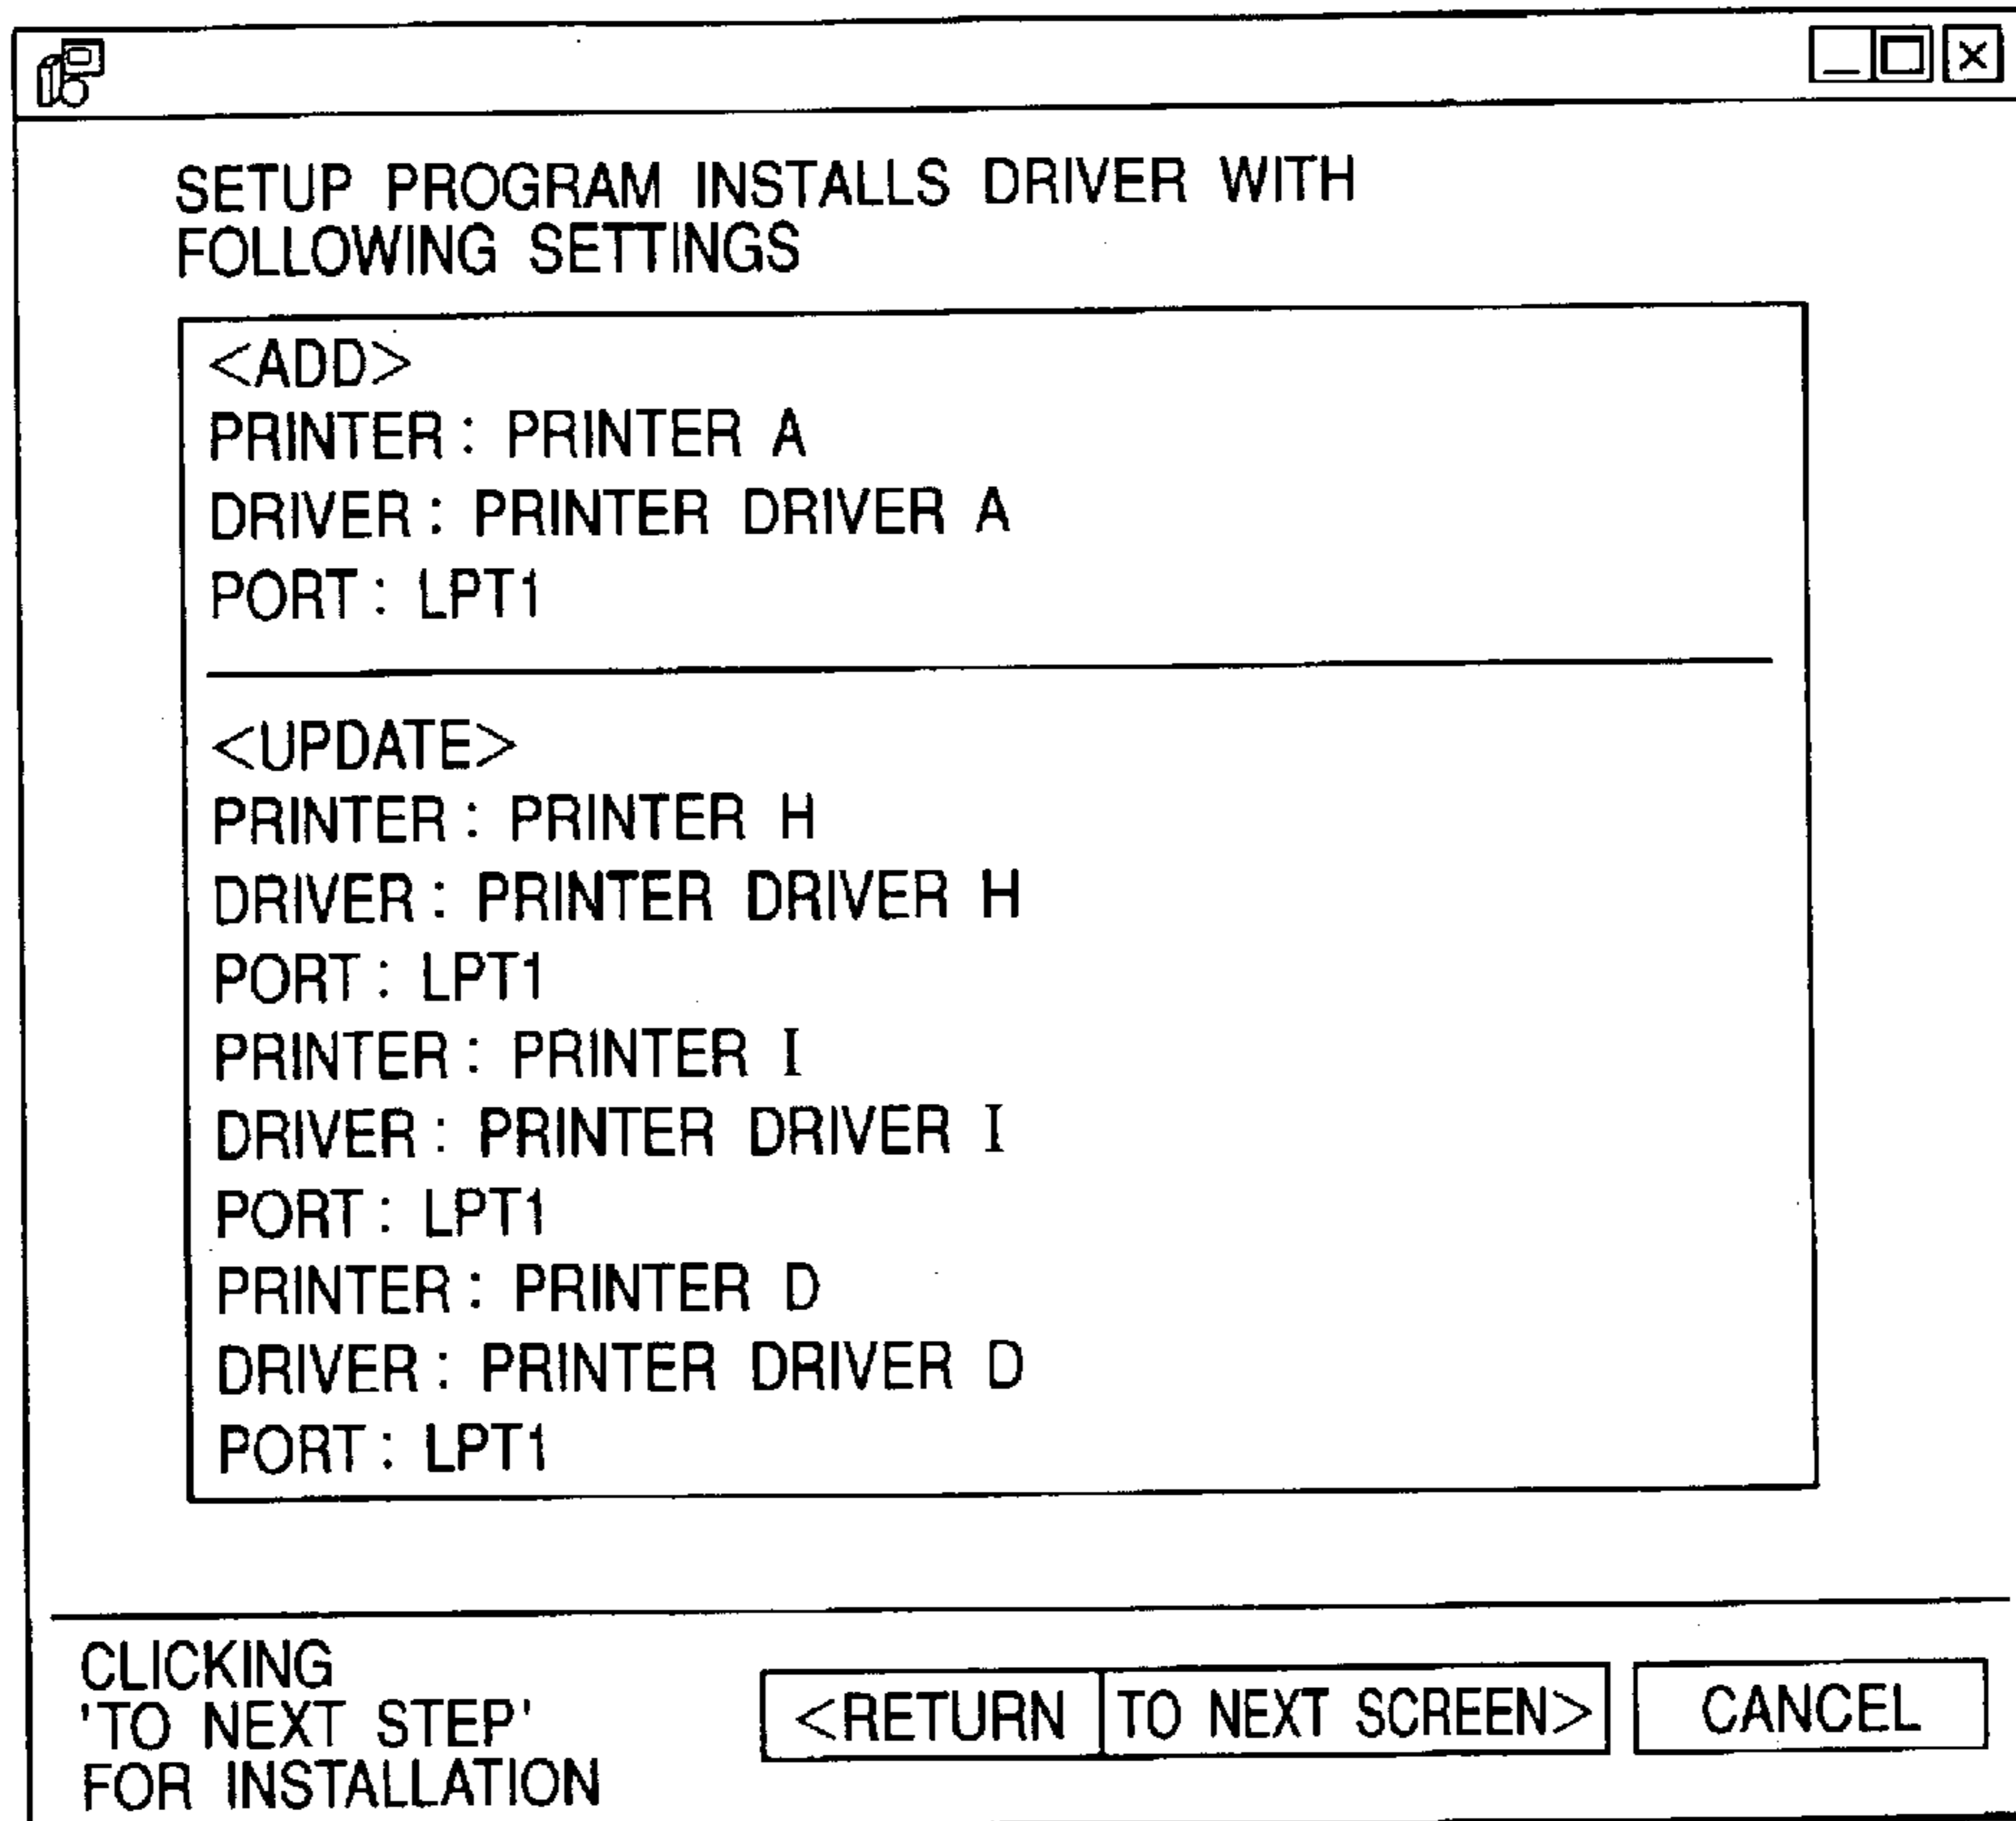 SETUP PROGRAM INSTALLS DRIVER WITH
FOLLOWING SETTINGS
<ADD>
PRINTER : PRINTER A
DRIVER : PRINTER DRIVER A
PORT : LPT1
<UPDATE>
PRINTER : PRINTER H
DRIVER : PRINTER DRIVER H
PORT : LPT1
PRINTER : PRINTER I
DRIVER : PRINTER DRIVER I
PORT : LPT1
PRINTER : PRINTER D
DRIVER : PRINTER DRIVER D
PORT : LPT1
CLICKING
'TO NEXT STEP'
FOR INSTALLATION
<RETURN
TO NEXT SCREEN>
CANCEL